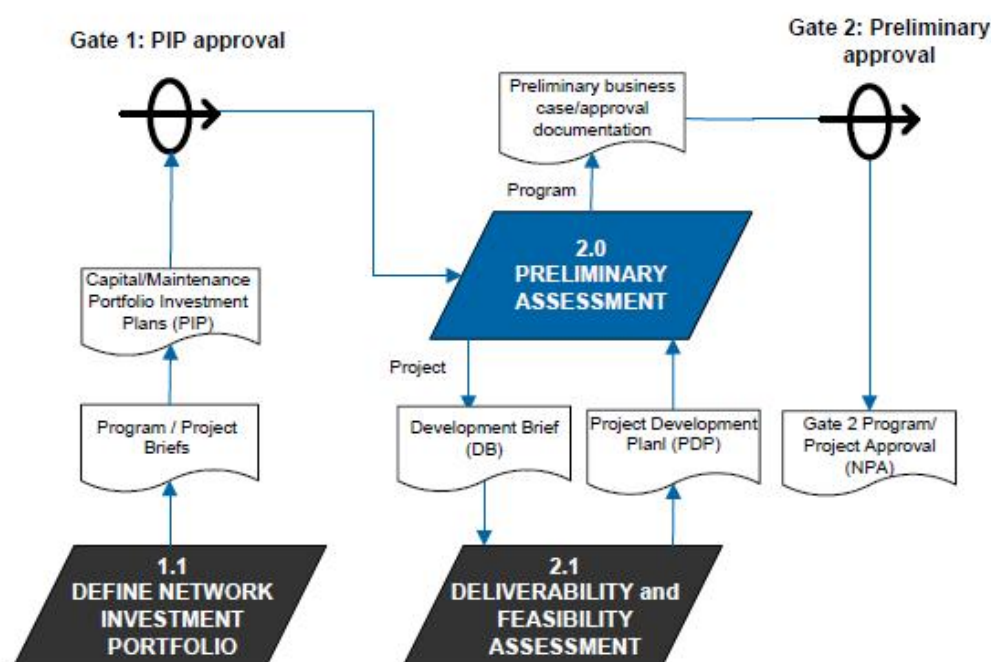 Gate 1: PIP approval
Gate 2: Preliminary
approval
Preliminary business
case/approval
documentation
Program
2.0
PRELIMINARY
ASSESSMENT
Capital/Maintenance
Portfolio Investment
Plans (PIP)
Project
Program / Project
Briefs
Development Brief
(DB)
Project Development
PlanI (PDP)
Gate 2 Program/
Project Approval
(NPA)
1.1
DEFINE NETWORK
INVESTMENT
PORTFOLIO
2.1
DELIVERABILITY and
FEASIBILITY
ASSESSMENT